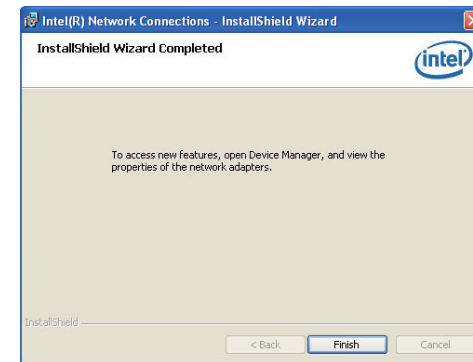 Intel(R) Network Connections - InstallShield Wizard
InstallShield Wizard Completed
intel
To access new features, open Device Manager, and view the
properties of the network adapters.
InstallShield
< Back
Finish
Cancel